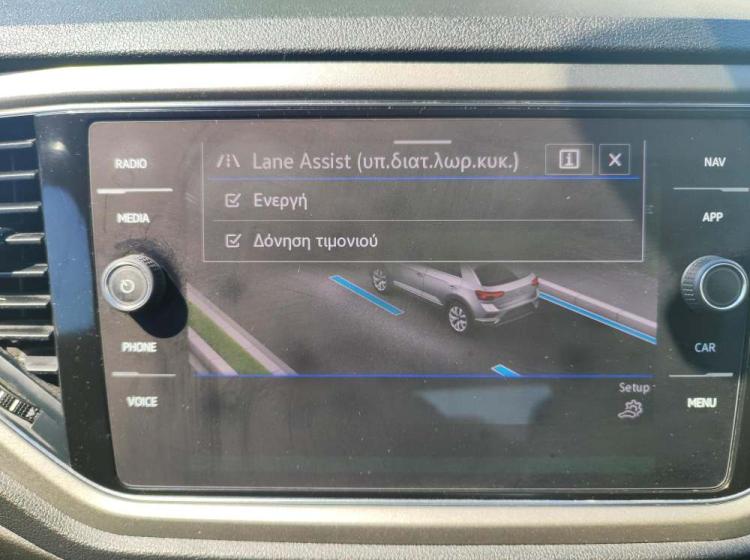 RADIO
MEDIA
PHONE
VOICE
Lane Assist (υπ.διατ.λωρ.κυκ.)
Ενεργή
Δόνηση τιμονιού
Setup
NAV
APP
CAR
MENU